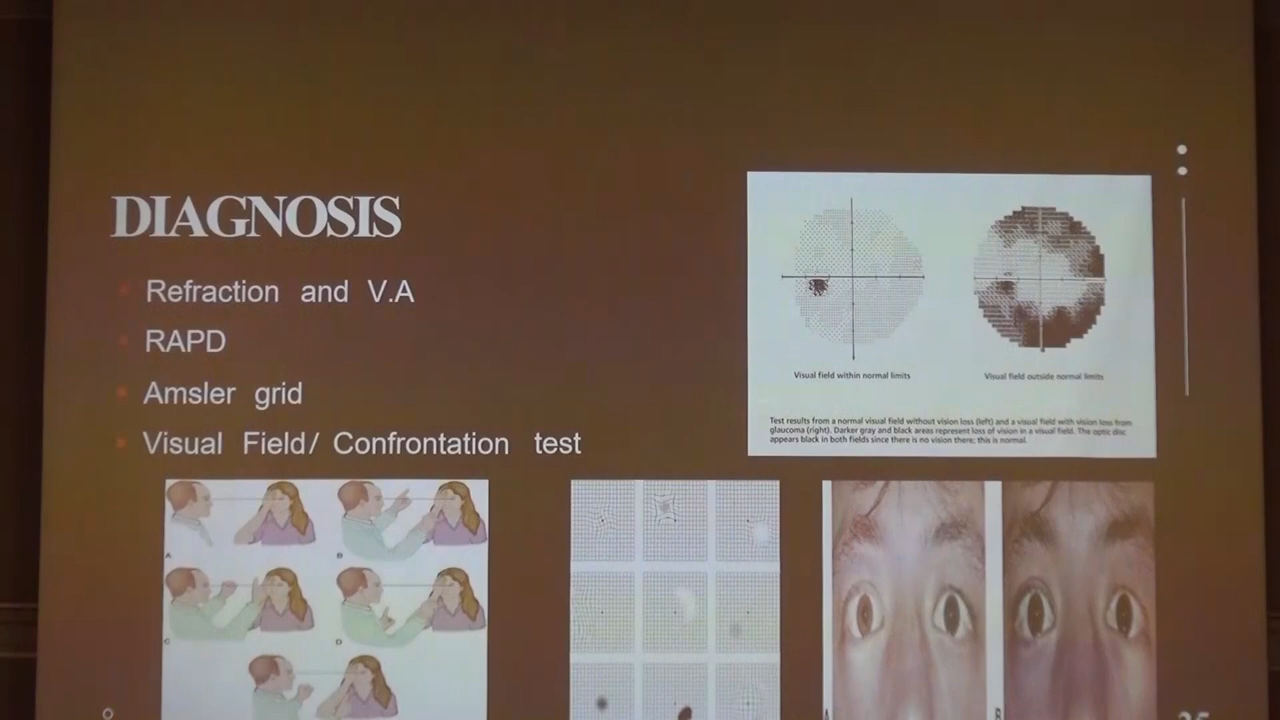 DIAGNOSIS
Refraction and V.A
RAPD
Amsler grid
Visual Field/ Confrontation test
Visual field within normal limits
Visual field outside normal limits
Test results from a normal visual field without vision loss (left) and a visual field with vision loss from
glaucoma (right). Darker gray and black areas represent loss of vision in a visual field. The optic disc
appears black in both fields since there is no vision there; this is normal.
A
B
C
D
A
B